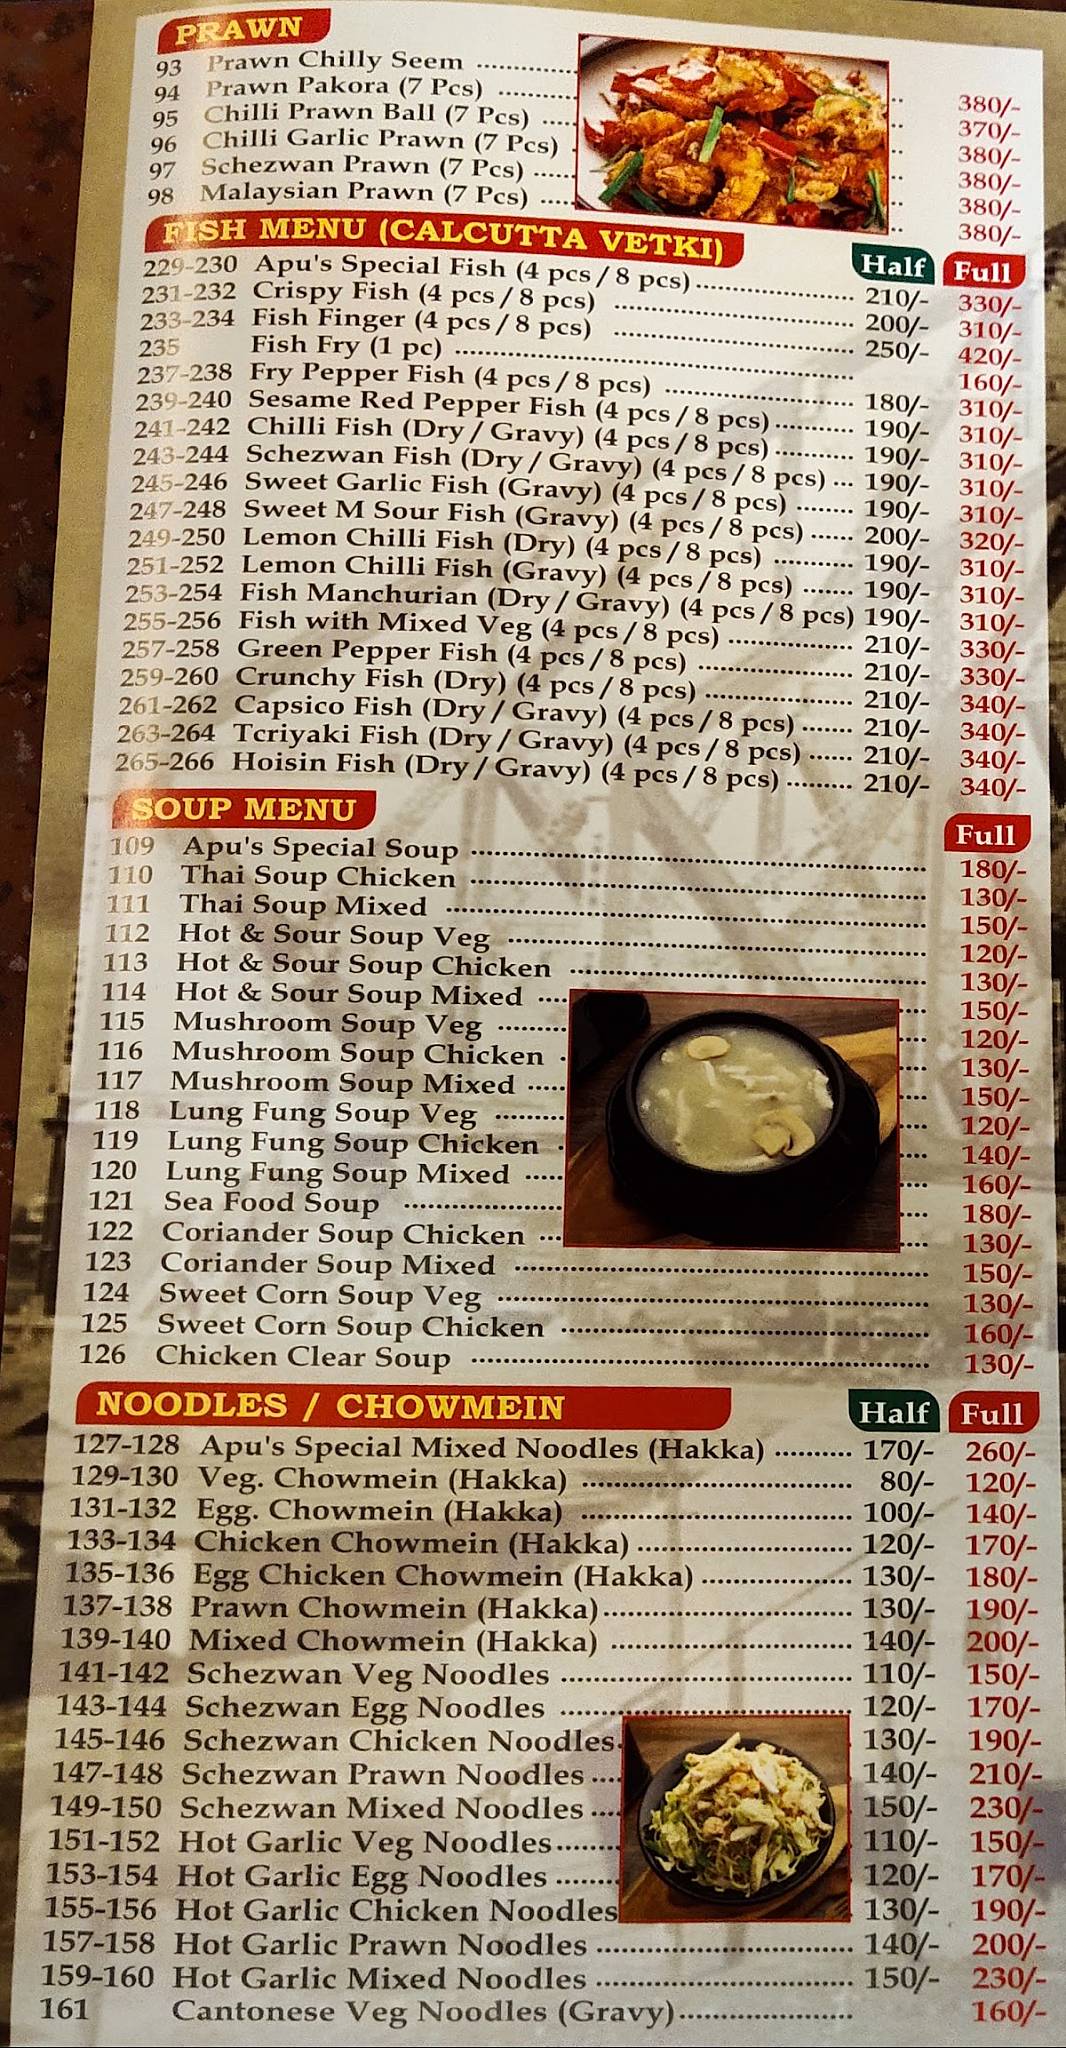 PRAWN
93 Prawn Chilly Seem ............ 380/-
94 Prawn Pakora (7 Pcs) .......... 370/-
95 Chilli Prawn Ball (7 Pcs) ..... 380/-
96 Chilli Garlic Prawn (7 Pcs) . 380/-
97 Schezwan Prawn (7 Pcs) ...... 380/-
98 Malaysian Prawn (7 Pcs) ..... 380/-
FISH MENU (CALCUTTA VETKI) Half Full
229-230 Apu's Special Fish (4 pcs / 8 pcs) .................... 210/- 330/-
231-232 Crispy Fish (4 pcs / 8 pcs) .............................. 200/- 310/-
233-234 Fish Finger (4 pcs / 8 pcs) .............................. 250/- 420/-
235 Fish Fry (1 pc) .................................................. 160/-
237-238 Fry Pepper Fish (4 pcs / 8 pcs) ........................ 180/- 310/-
239-240 Sesame Red Pepper Fish (4 pcs / 8 pcs) ........... 190/- 310/-
241-242 Chilli Fish (Dry / Gravy) (4 pcs / 8 pcs) ........... 190/- 310/-
243-244 Schezwan Fish (Dry / Gravy) (4 pcs / 8 pcs) ... 190/- 310/-
245-246 Sweet Garlic Fish (Gravy) (4 pcs / 8 pcs) ........ 190/- 310/-
247-248 Sweet M Sour Fish (Gravy) (4 pcs / 8 pcs) ...... 200/- 320/-
249-250 Lemon Chilli Fish (Dry) (4 pcs / 8 pcs) ........... 190/- 310/-
251-252 Lemon Chilli Fish (Gravy) (4 pcs / 8 pcs) ....... 190/- 310/-
253-254 Fish Manchurian (Dry / Gravy) (4 pcs / 8 pcs) 190/- 310/-
255-256 Fish with Mixed Veg (4 pcs / 8 pcs) ................. 210/- 330/-
257-258 Green Pepper Fish (4 pcs / 8 pcs) ..................... 210/- 330/-
259-260 Crunchy Fish (Dry) (4 pcs / 8 pcs) .................... 210/- 340/-
261-262 Capsico Fish (Dry / Gravy) (4 pcs / 8 pcs) ....... 210/- 340/-
263-264 Tcriyaki Fish (Dry / Gravy) (4 pcs / 8 pcs) ...... 210/- 340/-
265-266 Hoisin Fish (Dry / Gravy) (4 pcs / 8 pcs) ......... 210/- 340/-
SOUP MENU Full
109 Apu's Special Soup ............................................. 180/-
110 Thai Soup Chicken ............................................. 130/-
111 Thai Soup Mixed ................................................ 150/-
112 Hot & Sour Soup Veg .......................................... 120/-
113 Hot & Sour Soup Chicken .................................... 130/-
114 Hot & Sour Soup Mixed .... 150/-
115 Mushroom Soup Veg ......... 120/-
116 Mushroom Soup Chicken . 130/-
117 Mushroom Soup Mixed ..... 150/-
118 Lung Fung Soup Veg .......... 120/-
119 Lung Fung Soup Chicken . 140/-
120 Lung Fung Soup Mixed ..... 160/-
121 Sea Food Soup .................... 180/-
122 Coriander Soup Chicken ... 130/-
123 Coriander Soup Mixed ........................................ 150/-
124 Sweet Corn Soup Veg .......................................... 130/-
125 Sweet Corn Soup Chicken .................................... 160/-
126 Chicken Clear Soup ............................................. 130/-
NOODLES / CHOWMEIN Half Full
127-128 Apu's Special Mixed Noodles (Hakka) .......... 170/- 260/-
129-130 Veg. Chowmein (Hakka) ................................ 80/- 120/-
131-132 Egg. Chowmein (Hakka) ................................ 100/- 140/-
133-134 Chicken Chowmein (Hakka) .......................... 120/- 170/-
135-136 Egg Chicken Chowmein (Hakka) .................. 130/- 180/-
137-138 Prawn Chowmein (Hakka) ............................. 130/- 190/-
139-140 Mixed Chowmein (Hakka) ............................. 140/- 200/-
141-142 Schezwan Veg Noodles .................................. 110/- 150/-
143-144 Schezwan Egg Noodles .................................. 120/- 170/-
145-146 Schezwan Chicken Noodles. 130/- 190/-
147-148 Schezwan Prawn Noodles .... 140/- 210/-
149-150 Schezwan Mixed Noodles .... 150/- 230/-
151-152 Hot Garlic Veg Noodles ....... 110/- 150/-
153-154 Hot Garlic Egg Noodles ........ 120/- 170/-
155-156 Hot Garlic Chicken Noodles 130/- 190/-
157-158 Hot Garlic Prawn Noodles .............................. 140/- 200/-
159-160 Hot Garlic Mixed Noodles .............................. 150/- 230/-
161 Cantonese Veg Noodles (Gravy) ..................... 160/-